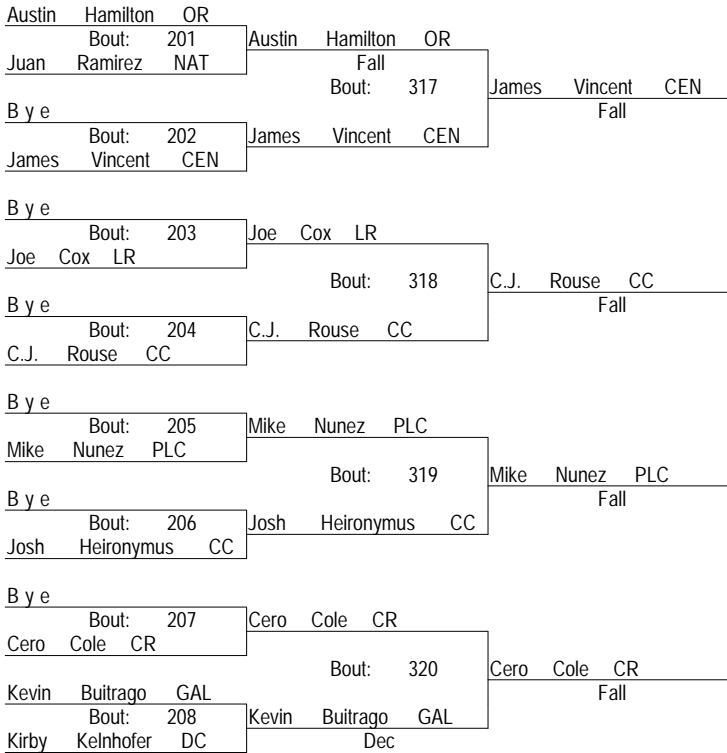 Austin Hamilton OR
Bout: 201
Juan Ramirez NAT
Austin Hamilton OR
Fall
Bout: 317
James Vincent CEN
Fall
B y e
Bout: 202
James Vincent CEN
James Vincent CEN
B y e
Bout: 203
Joe Cox LR
Joe Cox LR
Bout: 318
C.J. Rouse CC
Fall
B y e
Bout: 204
C.J. Rouse CC
C.J. Rouse CC
B y e
Bout: 205
Mike Nunez PLC
Mike Nunez PLC
Bout: 319
Mike Nunez PLC
Fall
B y e
Bout: 206
Josh Heironymus CC
Josh Heironymus CC
B y e
Bout: 207
Cero Cole CR
Cero Cole CR
Bout: 320
Cero Cole CR
Fall
Kevin Buitrago GAL
Bout: 208
Kirby Kelnhofer DC
Kevin Buitrago GAL
Dec